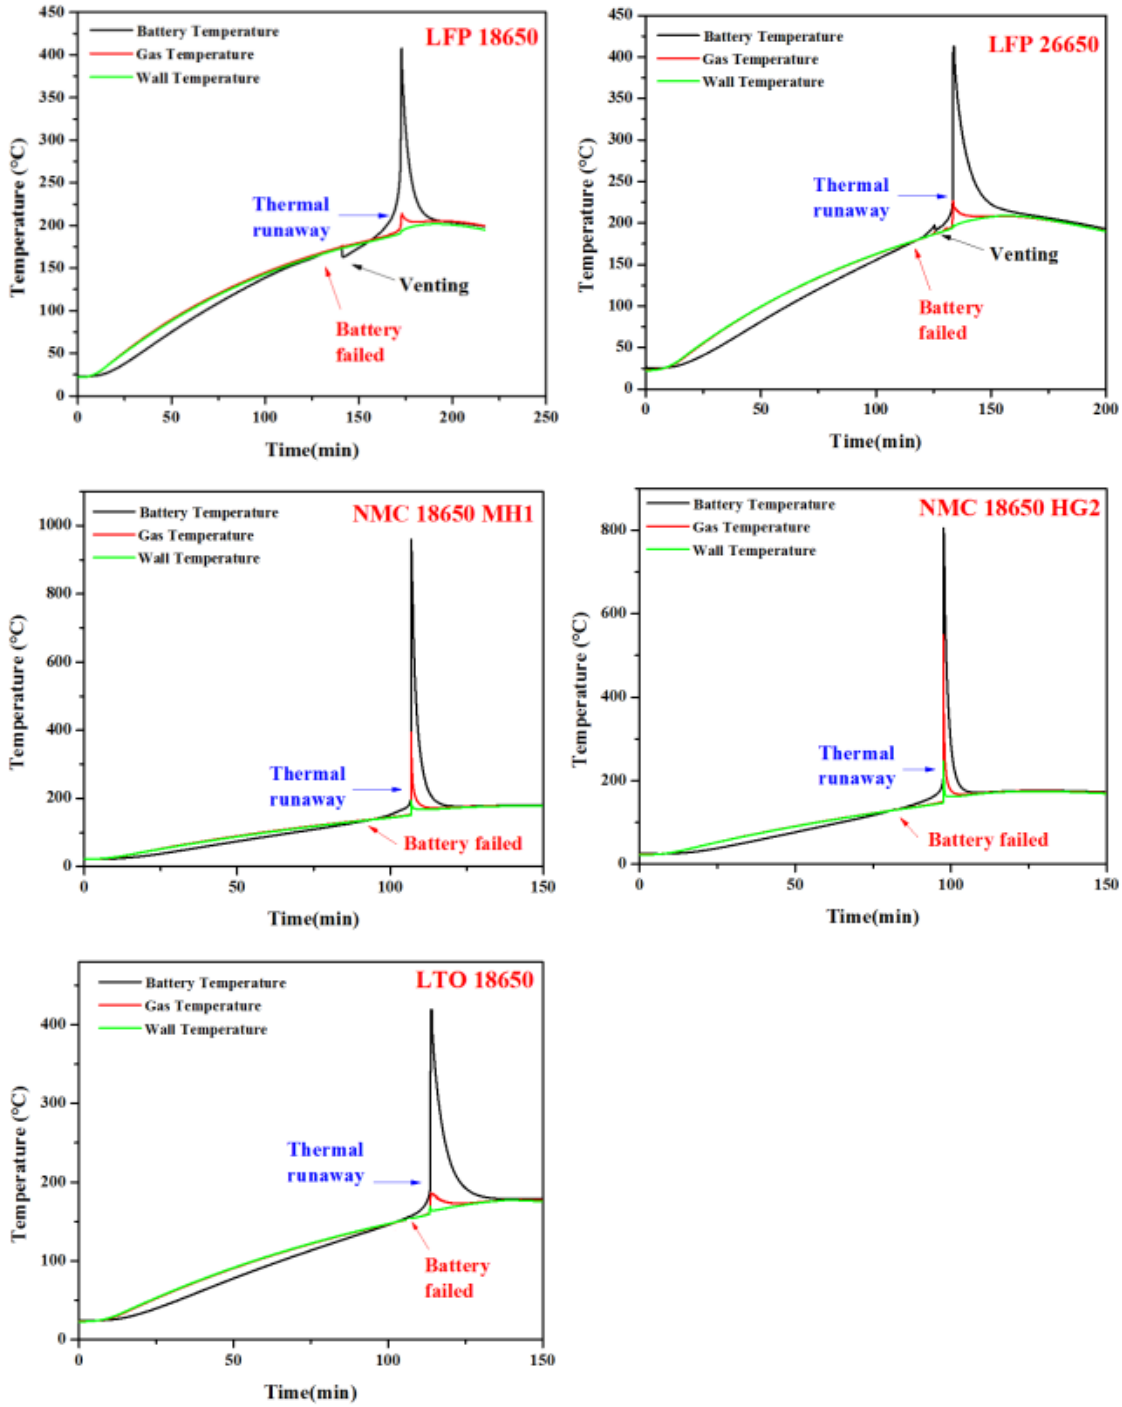 LFP 18650
Battery Temperature
Gas Temperature
Wall Temperature
Thermal
runaway
Venting
Battery
failed
Temperature (°C)
450
400
350
300
250
200
150
100
50
0
0 50 100 150 200 250
Time(min)
LFP 26650
Battery Temperature
Gas Temperature
Wall Temperature
Thermal
runaway
Venting
Battery
failed
Temperature (°C)
450
400
350
300
250
200
150
100
50
0
0 50 100 150 200
Time(min)
NMC 18650 MH1
Battery Temperature
Gas Temperature
Wall Temperature
Thermal
runaway
Battery failed
Temperature (°C)
1000
800
600
400
200
0
0 50 100 150
Time(min)
NMC 18650 HG2
Battery Temperature
Gas Temperature
Wall Temperature
Thermal
runaway
Battery failed
Temperature (°C)
800
600
400
200
0
0 50 100 150
Time(min)
LTO 18650
Battery Temperature
Gas Temperature
Wall Temperature
Thermal
runaway
Battery
failed
Temperature (°C)
400
300
200
100
0
0 50 100 150
Time(min)